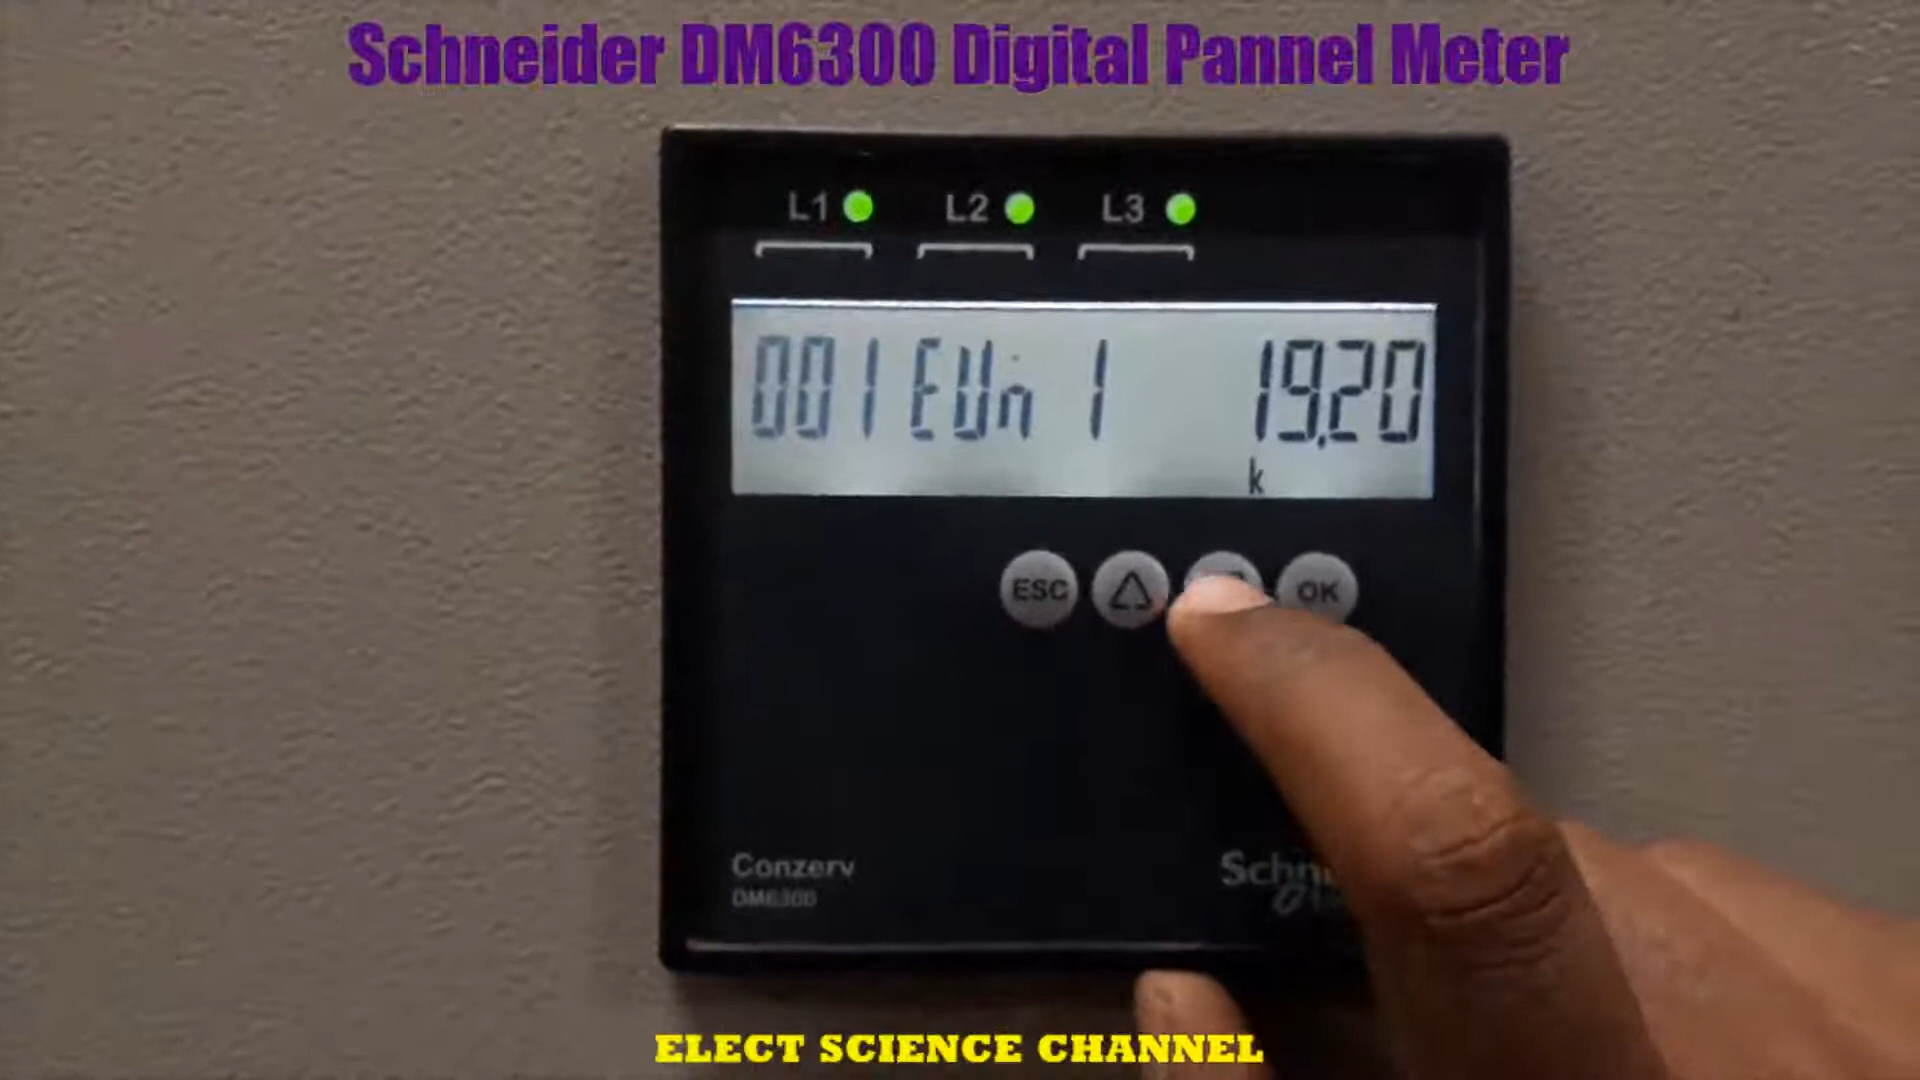 Schneider DM6300 Digital Pannel Meter
L1 L2 L3
001 EUn 1 19.20
k
ESC OK
Conzerv
DM6300
ELECT SCIENCE CHANNEL